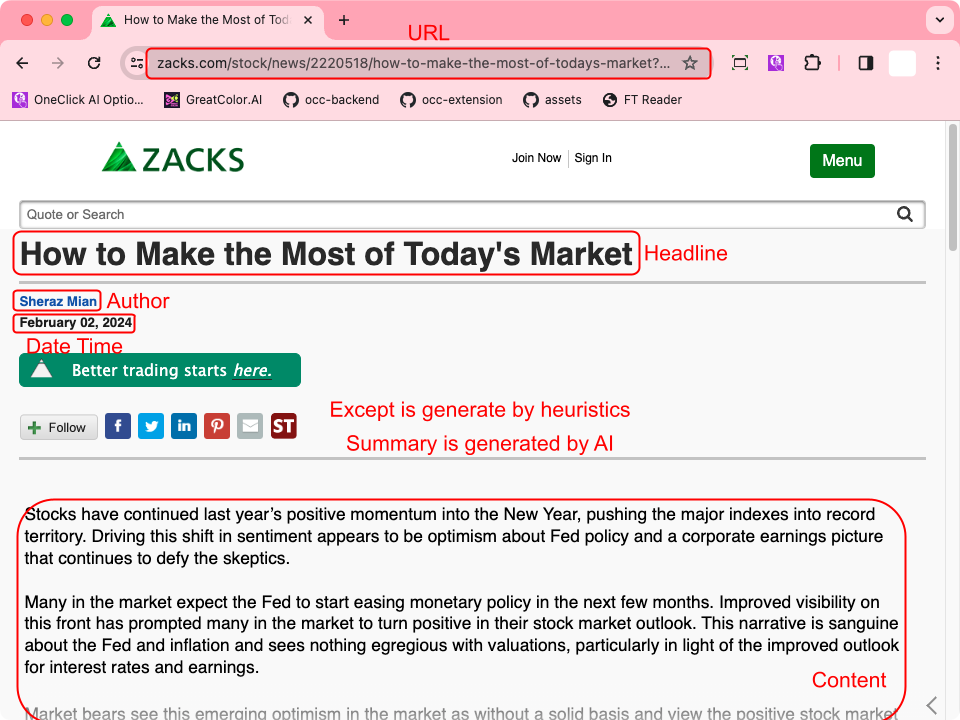 How to Make the Most of Tod
URL
zacks.com/stock/news/2220518/how-to-make-the-most-of-todays-market?...
OneClick AI Optio... GreatColor.AI occ-backend occ-extension assets FT Reader
ZACKS
Join Now Sign In
Menu
Quote or Search
How to Make the Most of Today's Market Headline
Sheraz Mian Author
February 02, 2024
Date Time
Better trading starts here.
Except is generate by heuristics
Follow f in ST
Summary is generated by AI
Stocks have continued last year’s positive momentum into the New Year, pushing the major indexes into record
territory. Driving this shift in sentiment appears to be optimism about Fed policy and a corporate earnings picture
that continues to defy the skeptics.
Many in the market expect the Fed to start easing monetary policy in the next few months. Improved visibility on
this front has prompted many in the market to turn positive in their stock market outlook. This narrative is sanguine
about the Fed and inflation and sees nothing egregious with valuations, particularly in light of the improved outlook
for interest rates and earnings.
Content
Market bears see this emerging optimism in the market as without a solid basis and view the positive stock market